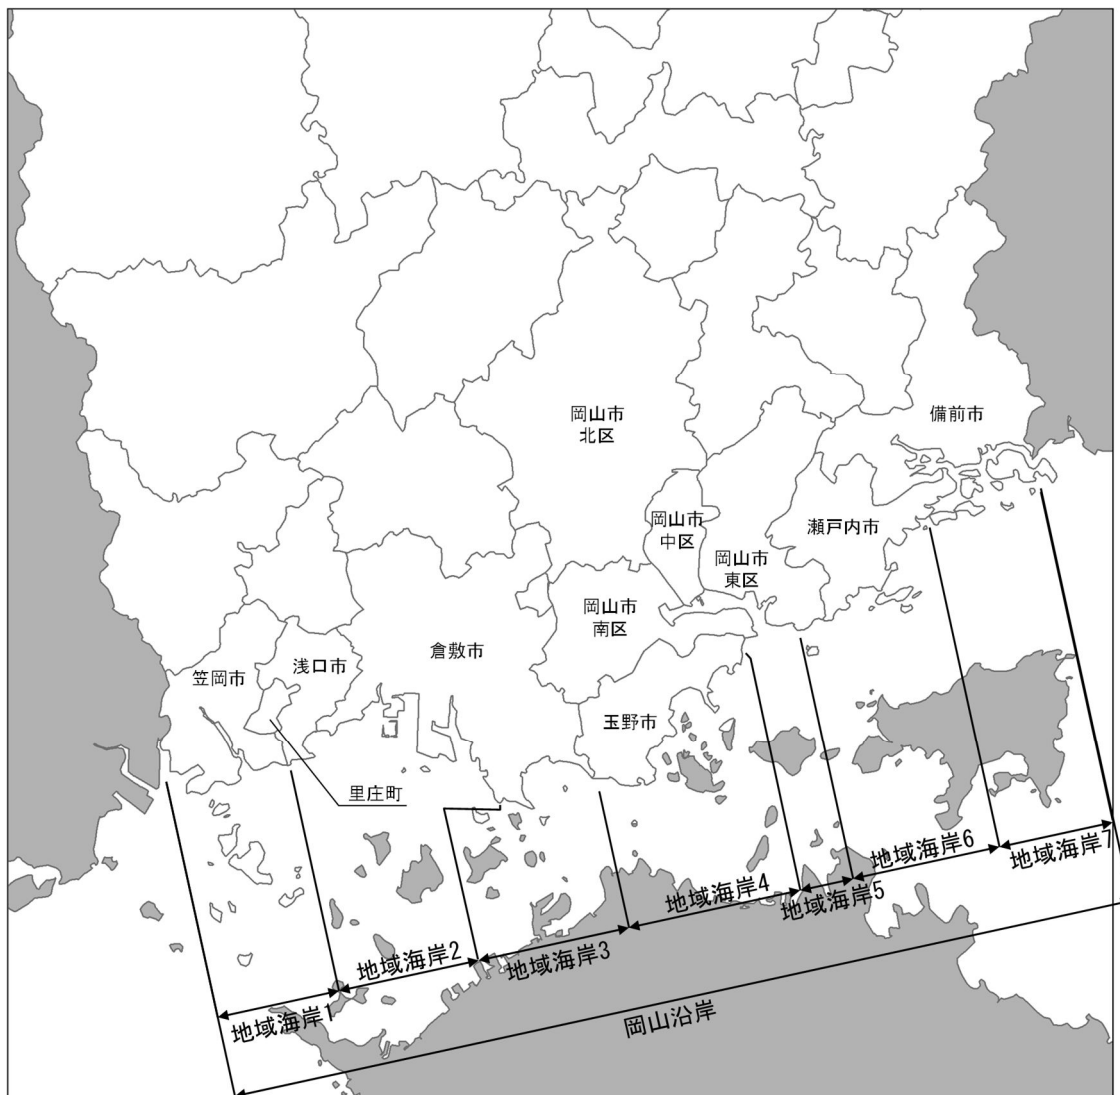 岡山市
北区
備前市
岡山市
中区
瀬戸内市
岡山市
東区
岡山市
南区
倉敷市
浅口市
笠岡市
玉野市
里庄町
地域海岸1
地域海岸2
地域海岸3
地域海岸4
地域海岸5
地域海岸6
地域海岸7
岡山沿岸